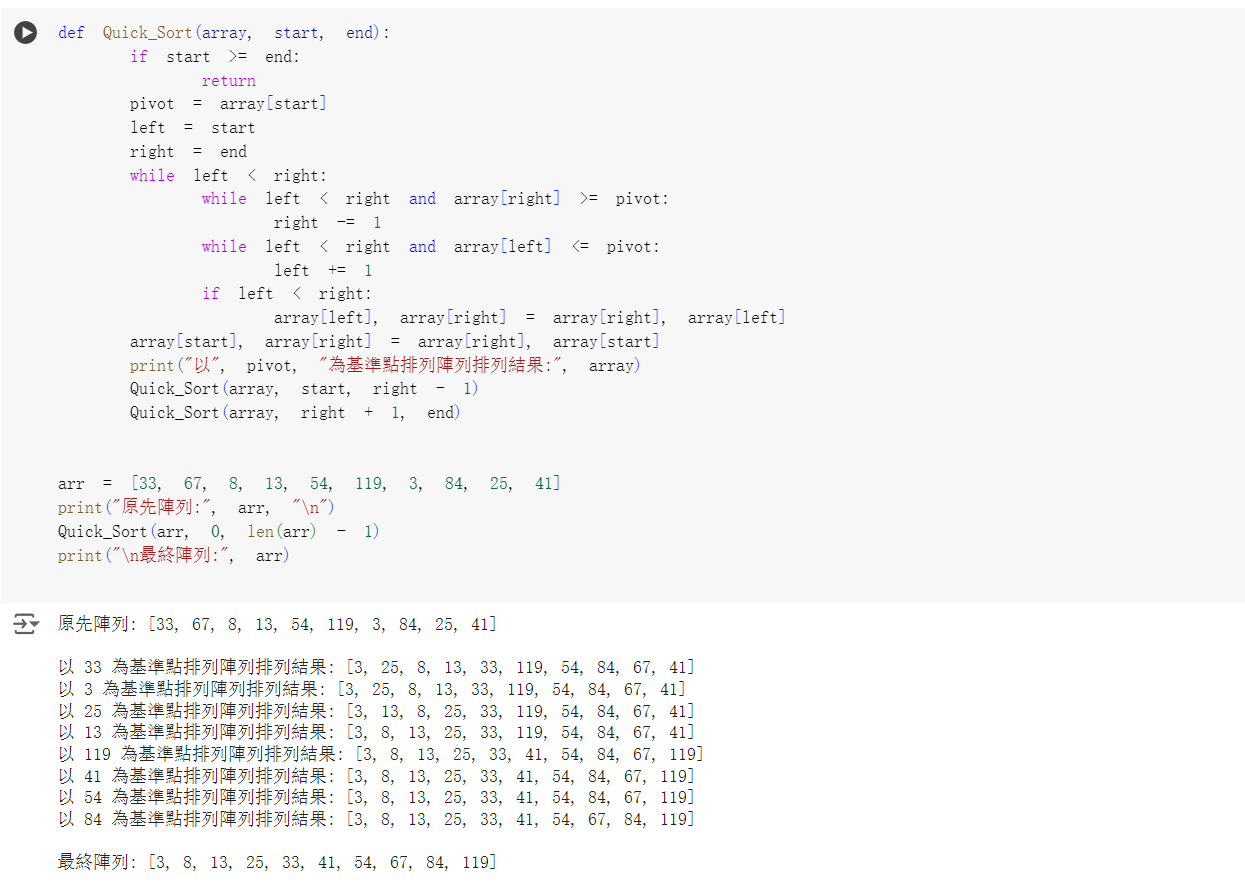 def Quick_Sort(array, start, end):
    if start >= end:
        return
    pivot = array[start]
    left = start
    right = end
    while left < right:
        while left < right and array[right] >= pivot:
            right -= 1
        while left < right and array[left] <= pivot:
            left += 1
        if left < right:
            array[left], array[right] = array[right], array[left]
    array[start], array[right] = array[right], array[start]
    print("以", pivot, "為基準點排列陣列排列結果:", array)
    Quick_Sort(array, start, right - 1)
    Quick_Sort(array, right + 1, end)
arr = [33, 67, 8, 13, 54, 119, 3, 84, 25, 41]
print("原先陣列:", arr, "\n")
Quick_Sort(arr, 0, len(arr) - 1)
print("\n最終陣列:", arr)
原先陣列: [33, 67, 8, 13, 54, 119, 3, 84, 25, 41]
以 33 為基準點排列陣列排列結果: [3, 25, 8, 13, 33, 119, 54, 84, 67, 41]
以 3 為基準點排列陣列排列結果: [3, 25, 8, 13, 33, 119, 54, 84, 67, 41]
以 25 為基準點排列陣列排列結果: [3, 13, 8, 25, 33, 119, 54, 84, 67, 41]
以 13 為基準點排列陣列排列結果: [3, 8, 13, 25, 33, 119, 54, 84, 67, 41]
以 119 為基準點排列陣列排列結果: [3, 8, 13, 25, 33, 41, 54, 84, 67, 119]
以 41 為基準點排列陣列排列結果: [3, 8, 13, 25, 33, 41, 54, 84, 67, 119]
以 54 為基準點排列陣列排列結果: [3, 8, 13, 25, 33, 41, 54, 84, 67, 119]
以 84 為基準點排列陣列排列結果: [3, 8, 13, 25, 33, 41, 54, 67, 84, 119]
最終陣列: [3, 8, 13, 25, 33, 41, 54, 67, 84, 119]